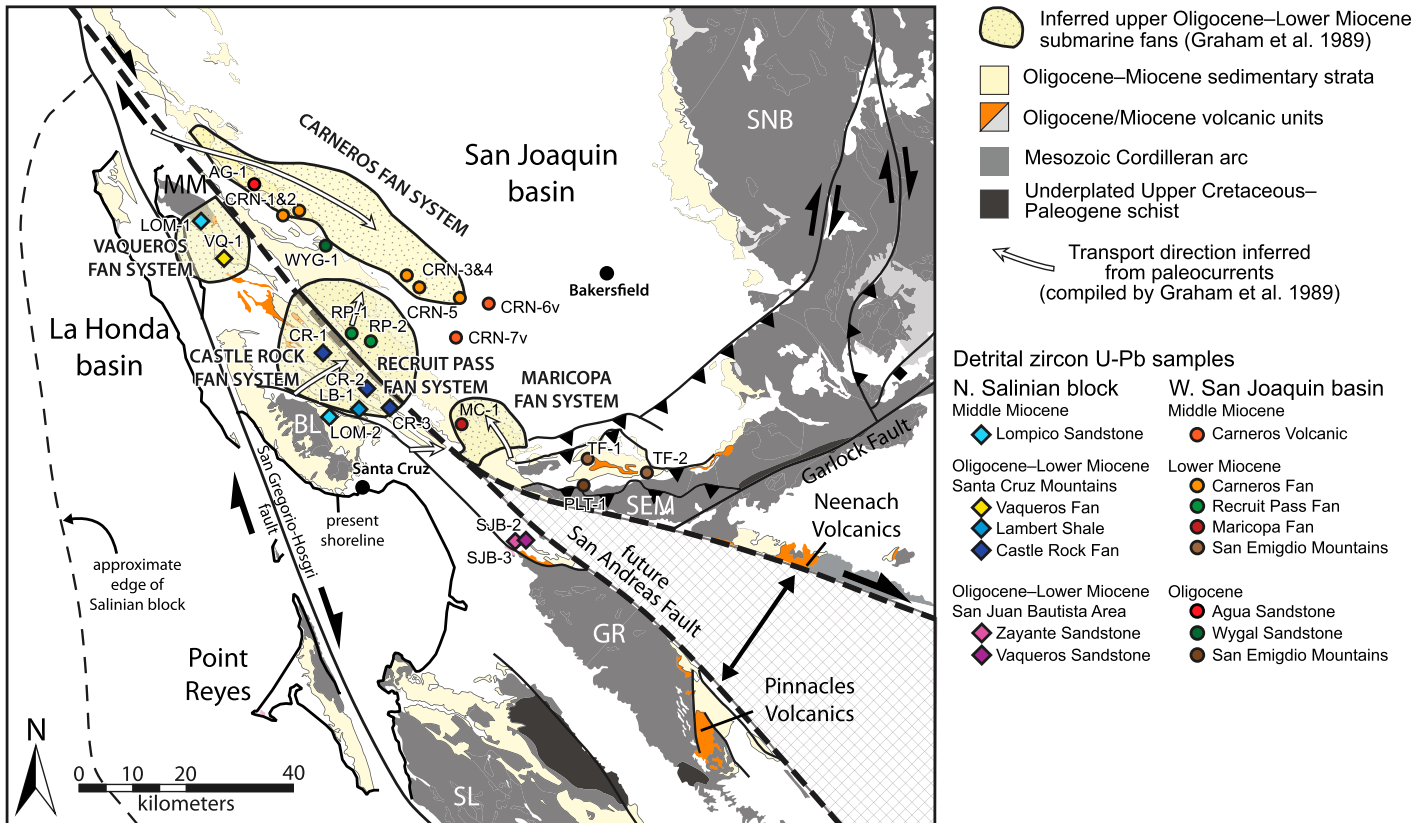 CARNEROS FAN SYSTEM
San Joaquin
basin
SNB
AG-1
MM
CRN-1&2
LOM-1
VQ-1
VAQUEROS
FAN SYSTEM
WYG-1
CRN-3&4
Bakersfield
CRN-5
CRN-6v
CRN-7v
La Honda
basin
RP-1
RP-2
CR-1
CASTLE ROCK
FAN SYSTEM
RECRUIT PASS
FAN SYSTEM
CR-2
LB-1
CR-3
BL
LOM-2
MARICOPA
FAN SYSTEM
MC-1
TF-1
TF-2
PLT-1
SEM
Garlock Fault
Santa Cruz
San Gregorio-Hosgri
fault
present
shoreline
SJB-2
SJB-3
future
San Andreas Fault
Neenach
Volcanics
approximate
edge of
Salinian block
GR
Point
Reyes
Pinnacles
Volcanics
SL
N
0 10 20 40
kilometers
Inferred upper Oligocene–Lower Miocene
submarine fans (Graham et al. 1989)
Oligocene–Miocene sedimentary strata
Oligocene/Miocene volcanic units
Mesozoic Cordilleran arc
Underplated Upper Cretaceous–
Paleogene schist
Transport direction inferred
from paleocurrents
(compiled by Graham et al. 1989)
Detrital zircon U-Pb samples
N. Salinian block
Middle Miocene
Lompico Sandstone
Oligocene–Lower Miocene
Santa Cruz Mountains
Vaqueros Fan
Lambert Shale
Castle Rock Fan
Oligocene–Lower Miocene
San Juan Bautista Area
Zayante Sandstone
Vaqueros Sandstone
W. San Joaquin basin
Middle Miocene
Carneros Volcanic
Lower Miocene
Carneros Fan
Recruit Pass Fan
Maricopa Fan
San Emigdio Mountains
Oligocene
Agua Sandstone
Wygal Sandstone
San Emigdio Mountains